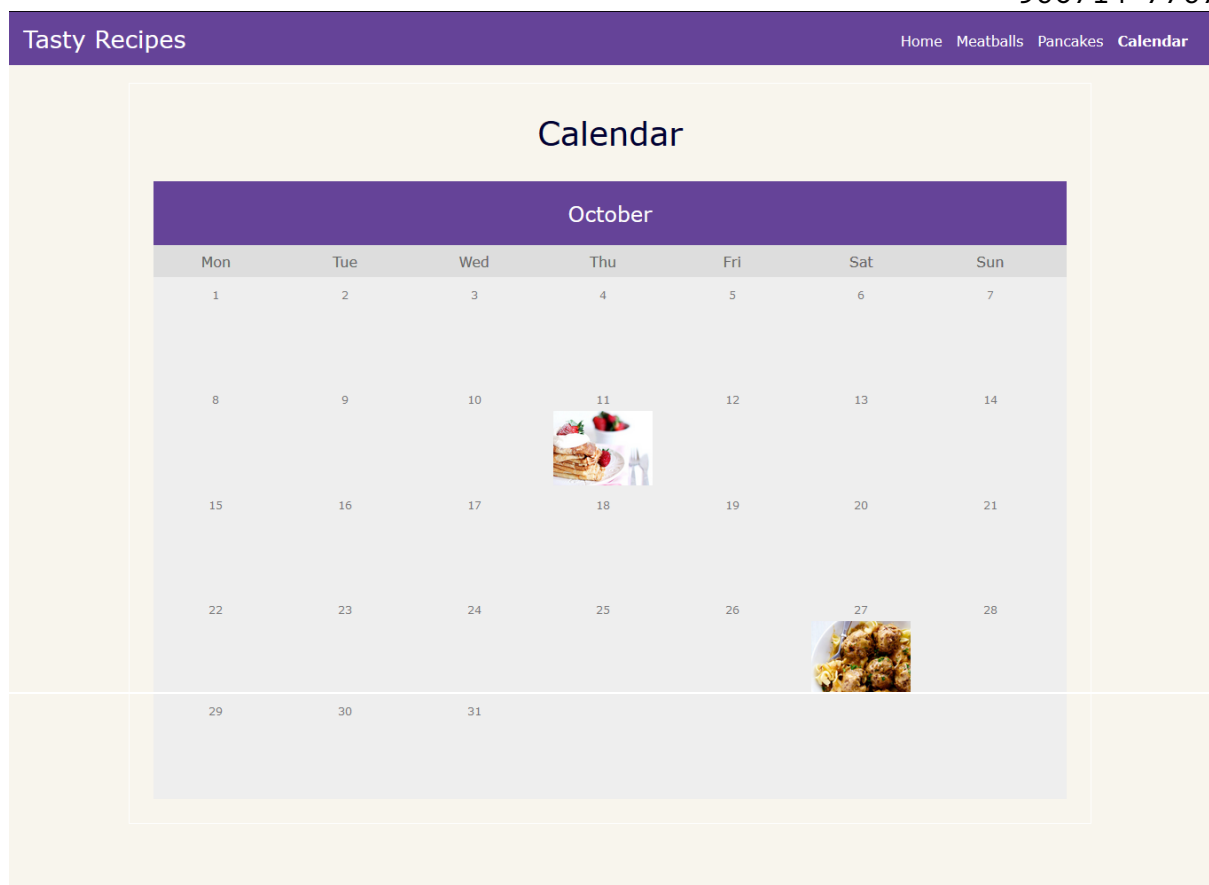 Tasty Recipes
Home Meatballs Pancakes Calendar
Calendar
October
Mon Tue Wed Thu Fri Sat Sun
1 2 3 4 5 6 7
8 9 10 11 12 13 14
15 16 17 18 19 20 21
22 23 24 25 26 27 28
29 30 31